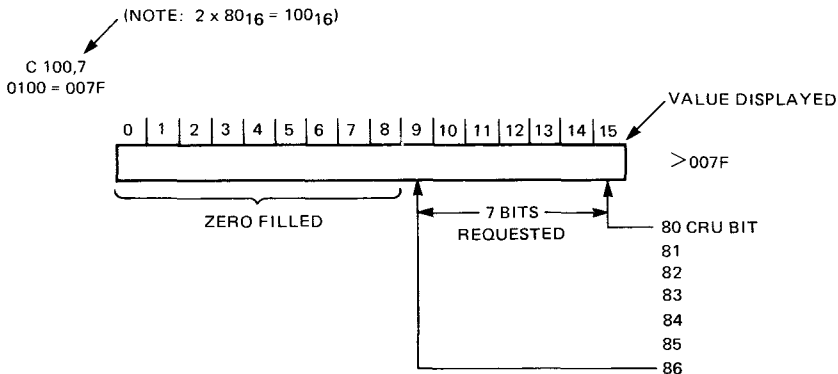 (NOTE: 2 x 80₁₆ = 100₁₆)
C 100,7
0100 = 007F
VALUE DISPLAYED
0 1 2 3 4 5 6 7 8 9 10 11 12 13 14 15
>007F
ZERO FILLED
7 BITS
REQUESTED
80 CRU BIT
81
82
83
84
85
86